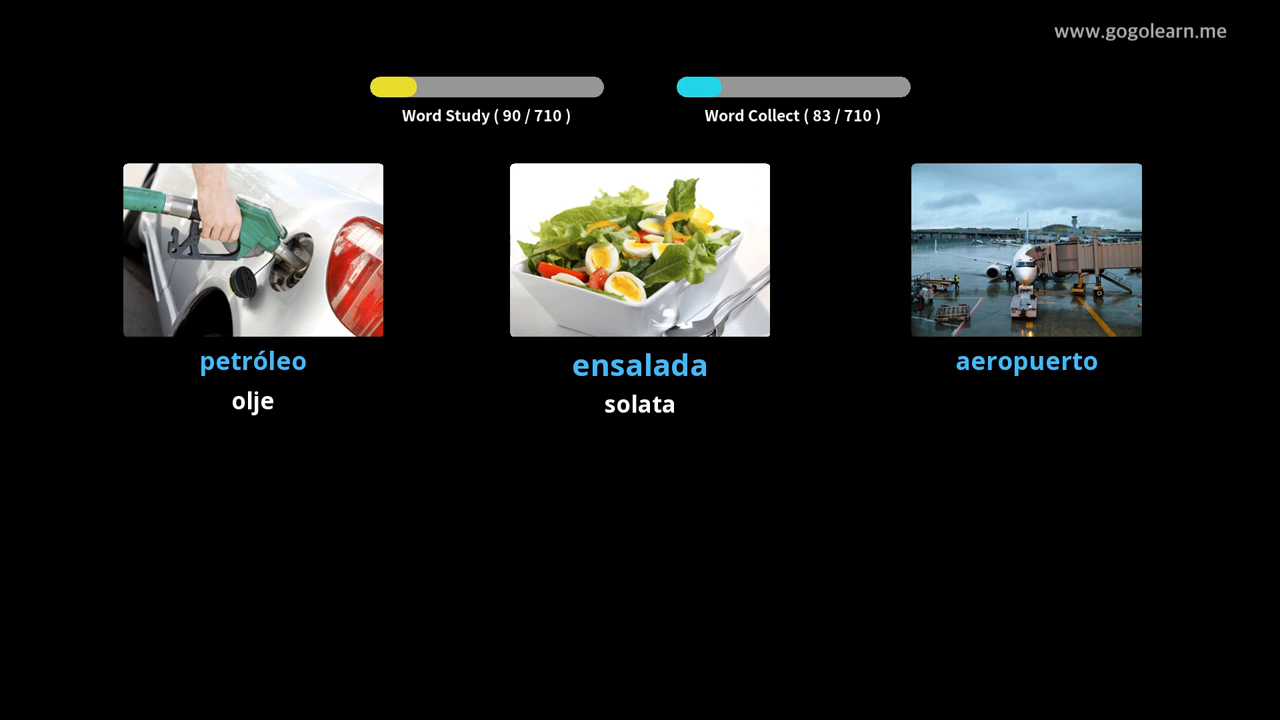 www.gogolearn.me
Word Study ( 90 / 710 )
Word Collect ( 83 / 710 )
petróleo
olje
ensalada
solata
aeropuerto